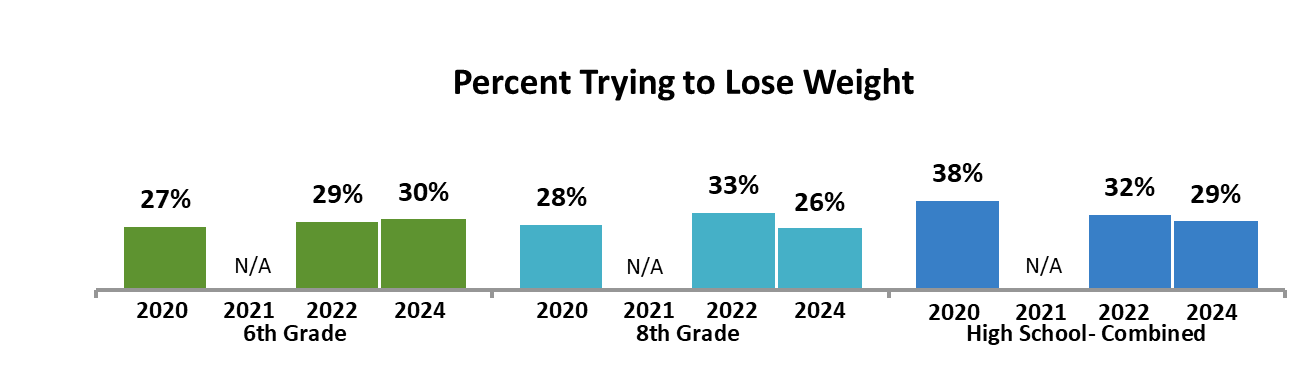 Percent Trying to Lose Weight
27%
N/A
29%
30%
28%
N/A
33%
26%
38%
N/A
32%
29%
2020 2021 2022 2024
6th Grade
2020 2021 2022 2024
8th Grade
2020 2021 2022 2024
High School- Combined